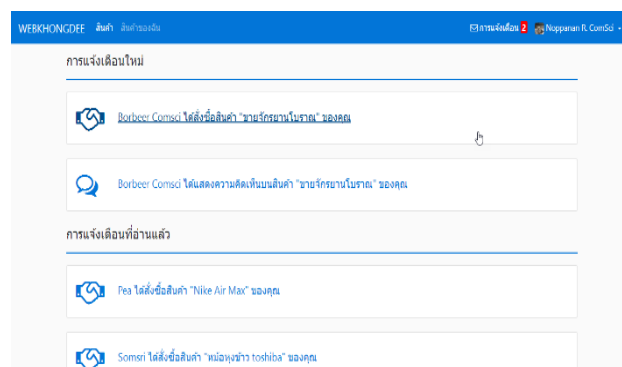 WEBKHONGDEE สินค้า สินค้าของฉัน การแจ้งเตือน 2 Noppanan R. ComSci
การแจ้งเตือนใหม่
Borbeer Comsci ได้สั่งซื้อสินค้า "ขายจักรยานโบราณ" ของคุณ
Borbeer Comsci ได้แสดงความคิดเห็นบนสินค้า "ขายจักรยานโบราณ" ของคุณ
การแจ้งเตือนที่อ่านแล้ว
Pea ได้สั่งซื้อสินค้า "Nike Air Max" ของคุณ
Somsri ได้สั่งซื้อสินค้า "หม้อหุงข้าว toshiba" ของคุณ